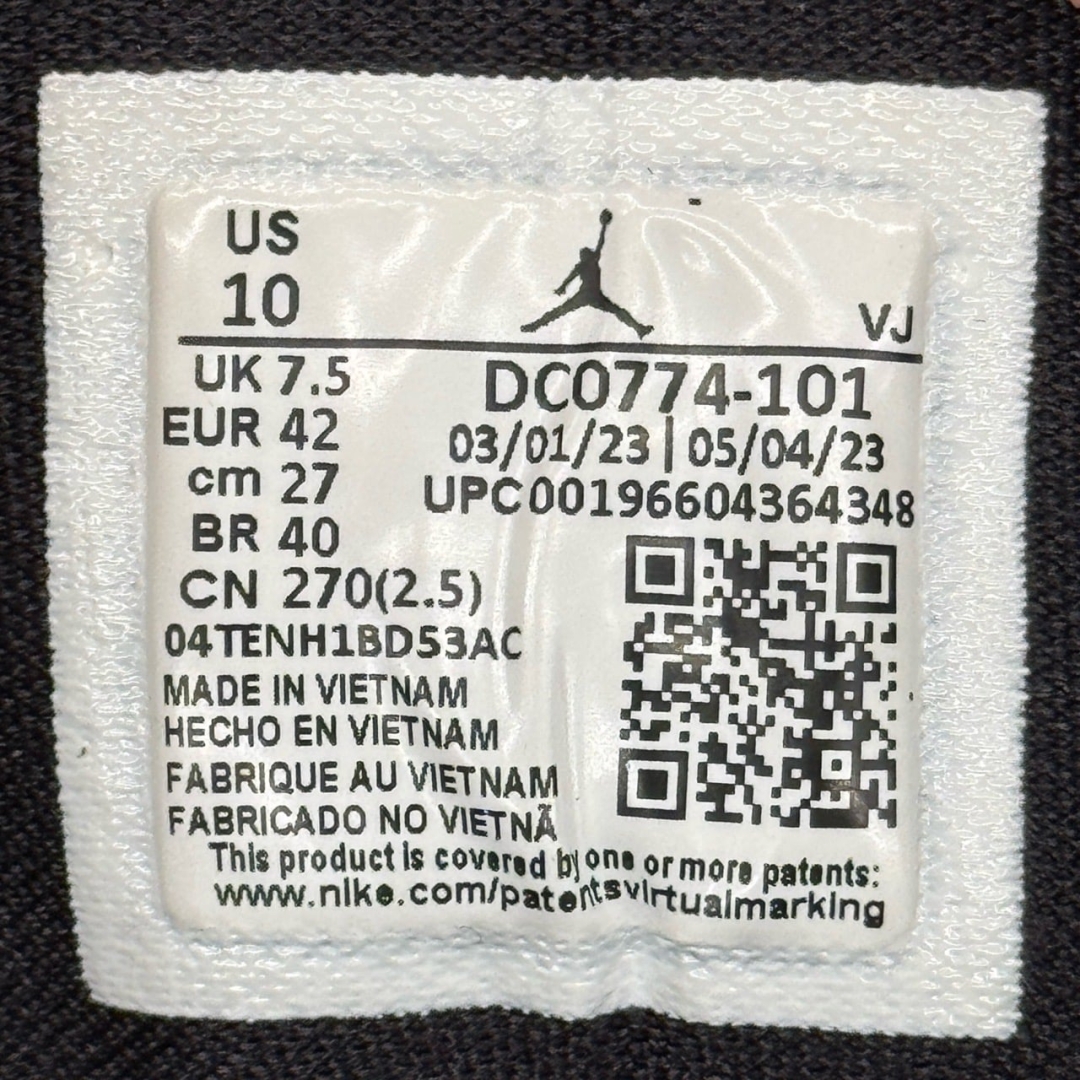 US
10
VJ
UK 7.5
EUR 42
cm 27
BR 40
CN 270(2.5)
DC0774-101
03/01/23 | 05/04/23
UPC00196604364348
04TENH1BD53AC
MADE IN VIETNAM
HECHO EN VIETNAM
FABRIQUE AU VIETNAM
FABRICADO NO VIETNÃ
This product is covered by one or more patents:
www.nike.com/patentsvirtualmarking